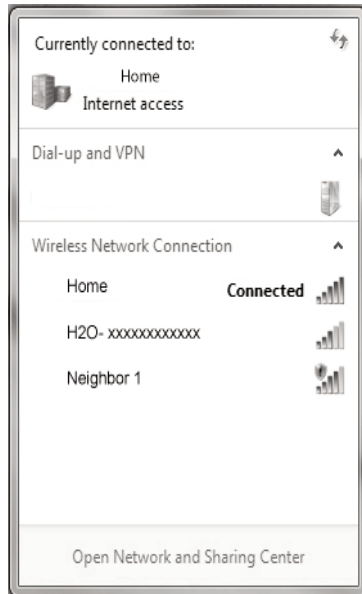 Currently connected to:
Home
Internet access
Dial-up and VPN
Wireless Network Connection
Home Connected
H2O- xxxxxxxxxxxx
Neighbor 1
Open Network and Sharing Center